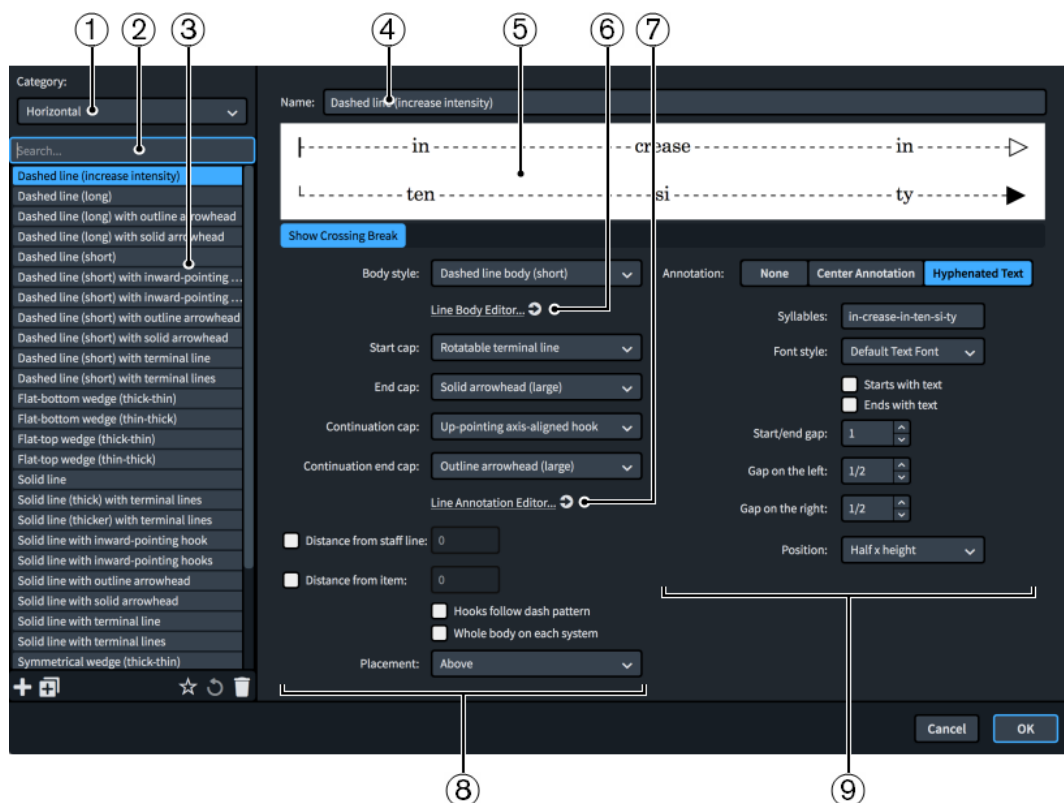 ① ② ③ ④ ⑤ ⑥ ⑦
Category:
Horizontal
Search...
Dashed line (increase intensity)
Dashed line (long)
Dashed line (long) with outline arrowhead
Dashed line (long) with solid arrowhead
Dashed line (short)
Dashed line (short) with inward-pointing ...
Dashed line (short) with inward-pointing ...
Dashed line (short) with outline arrowhead
Dashed line (short) with solid arrowhead
Dashed line (short) with terminal line
Dashed line (short) with terminal lines
Flat-bottom wedge (thick-thin)
Flat-bottom wedge (thin-thick)
Flat-top wedge (thick-thin)
Flat-top wedge (thin-thick)
Solid line
Solid line (thick) with terminal lines
Solid line (thicker) with terminal lines
Solid line with inward-pointing hook
Solid line with inward-pointing hooks
Solid line with outline arrowhead
Solid line with solid arrowhead
Solid line with terminal line
Solid line with terminal lines
Symmetrical wedge (thick-thin)
Name: Dashed line (increase intensity)
in crease in
ten si ty
Show Crossing Break
Body style: Dashed line body (short)
Line Body Editor...
Start cap: Rotatable terminal line
End cap: Solid arrowhead (large)
Continuation cap: Up-pointing axis-aligned hook
Continuation end cap: Outline arrowhead (large)
Line Annotation Editor...
Distance from staff line: 0
Distance from item: 0
Hooks follow dash pattern
Whole body on each system
Placement: Above
Annotation: None Center Annotation Hyphenated Text
Syllables: in-crease-in-ten-si-ty
Font style: Default Text Font
Starts with text
Ends with text
Start/end gap: 1
Gap on the left: 1/2
Gap on the right: 1/2
Position: Half x height
Cancel OK
⑧ ⑨